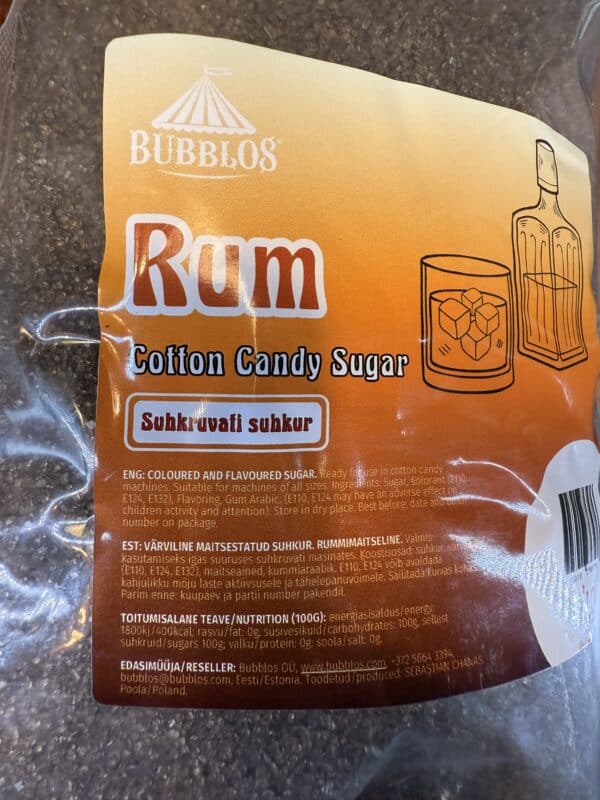 BUBBLOS
Rum
Cotton Candy Sugar
Suhkruvati suhkur
ENG: COLOURED AND FLAVOURED SUGAR. Ready for use in cotton candy
machines. Suitable for machines of all sizes. Ingredients: Sugar, Colorant (E110,
E124, E132), Flavoring, Gum Arabic. (E110, E124 may have an adverse effect on
children activity and attention). Store in dry place. Best before: date and
number on package.
EST: VÄRVILINE MAITSESTATUD SUHKUR. RUMMIMAITSELINE. Valmis
kasutamiseks igas suuruses suhkruvati masinates. Koostisosad: suhkur,
(E110, E124, E132), maitseained, kummiaraabik. E110, E124 võib avaldada
kahjulikku mõju laste aktiivsusele ja tähelepanuvõimele. Säilitada kuivas
Parim enne: kuupäev ja partii number pakendil.
TOITUMISALANE TEAVE/NUTRITION (100G): energiasisaldus/energy:
1800kj/400kcal; rasvu/fat: 0g, susivesikuid/carbohydrates: 100g, sellest
suhkruid/sugars 100g, valku/protein: 0g; soola/salt: 0g.
EDASIMÜÜJA/RESELLER: Bubblos OÜ, www.bubblos.com, +372 5664 3394,
bubblos@bubblos.com, Eesti/Estonia. Toodetud/produced: SEBASTIAN CHANAS
Poola/Poland.